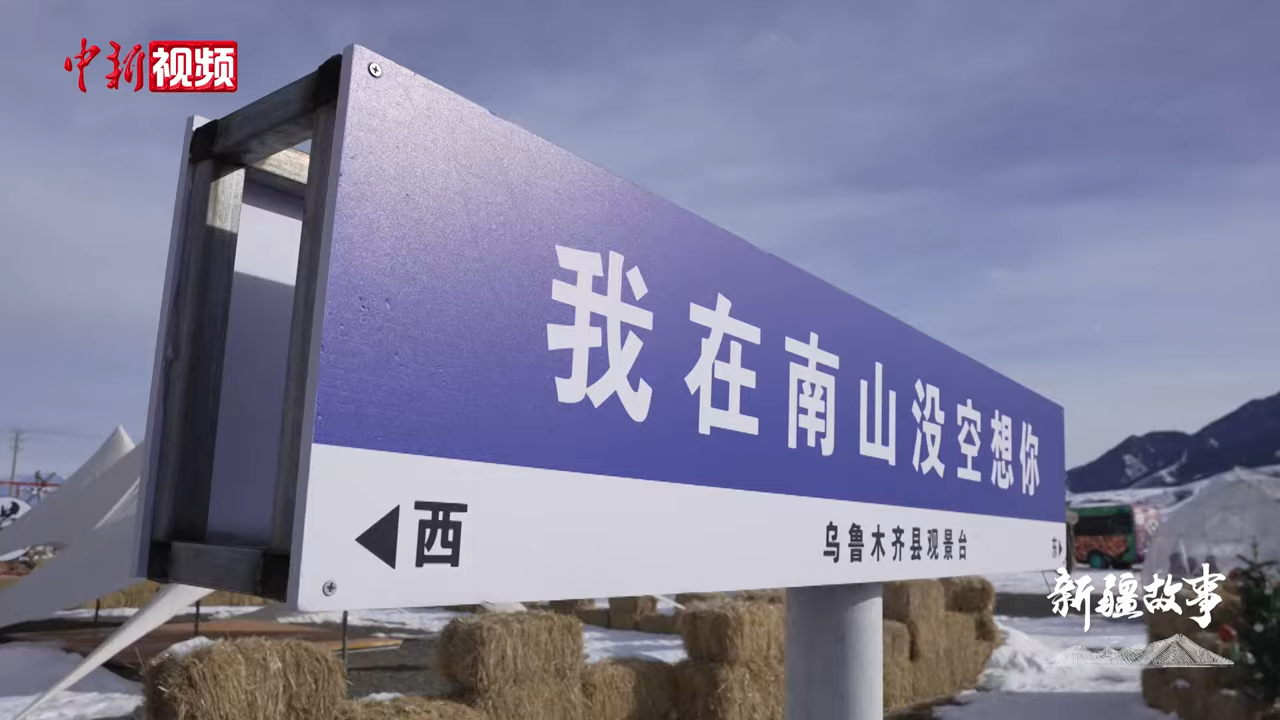 中新视频
我在南山没空想你
西
乌鲁木齐县观景台
东
新疆故事